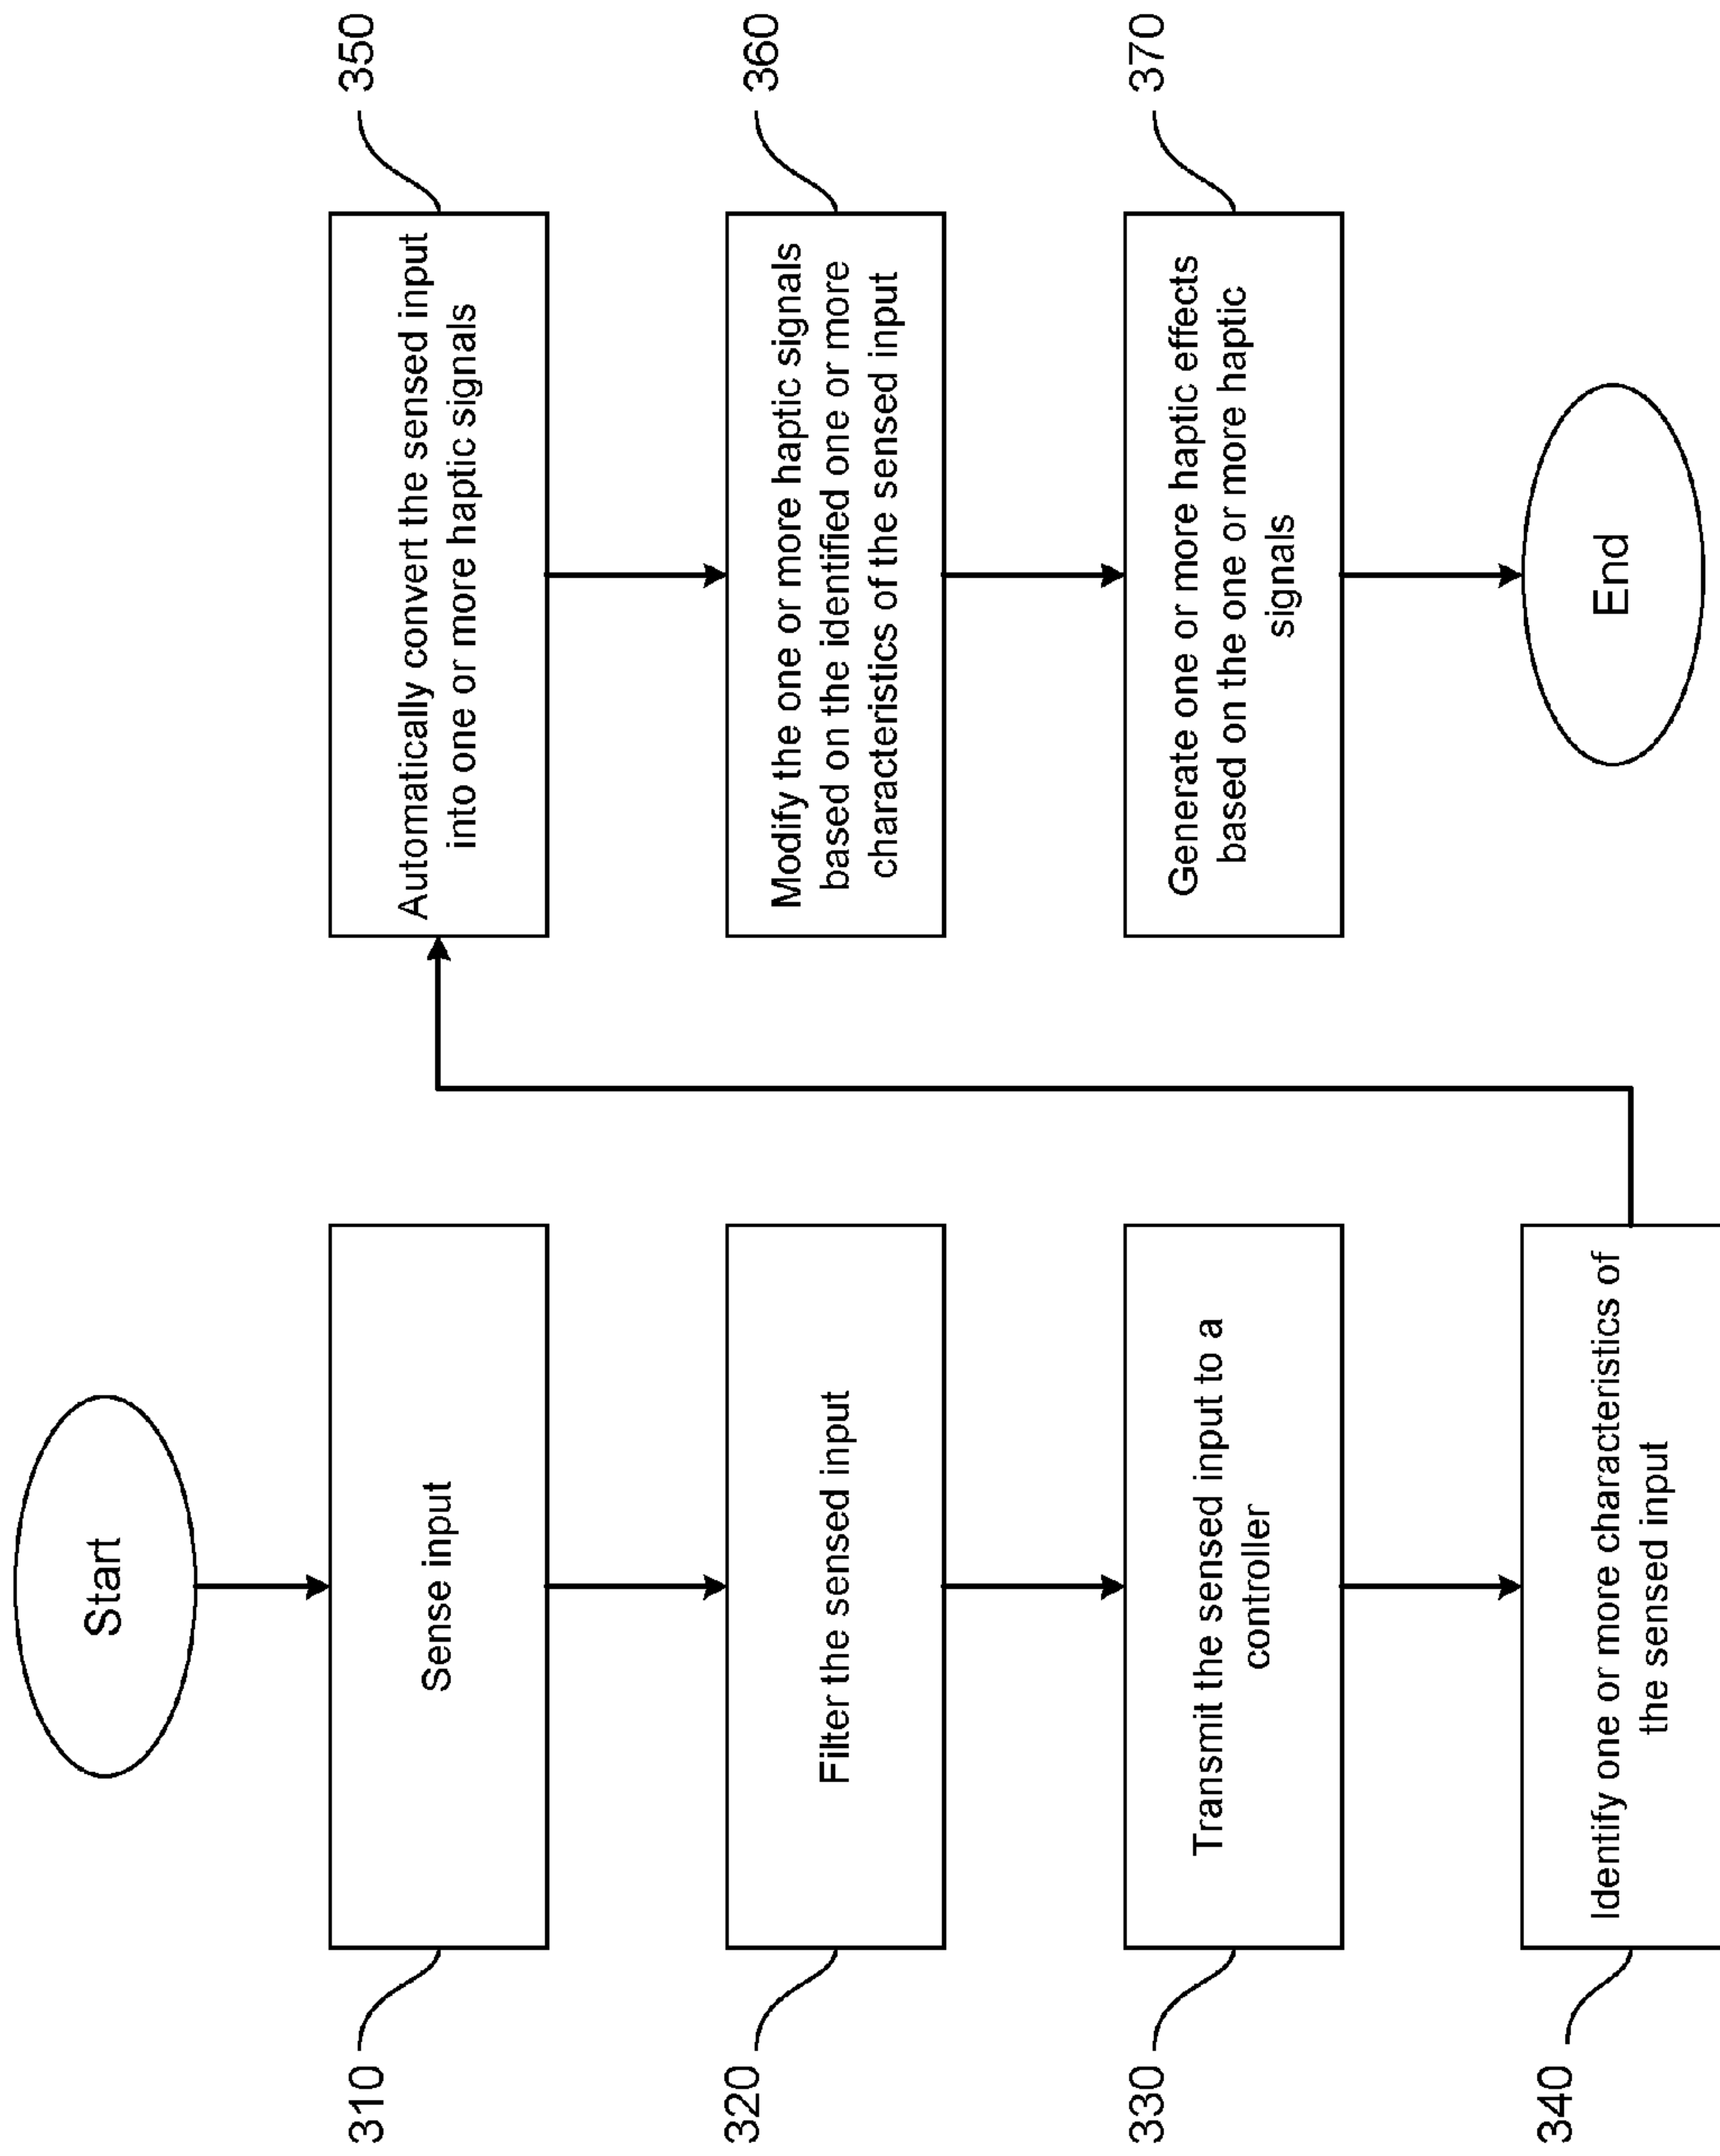 Start
310
Sense input
320
Filter the sensed input
330
Transmit the sensed input to a
controller
340
Identify one or more characteristics of
the sensed input
350
Automatically convert the sensed input
into one or more haptic signals
360
Modify the one or more haptic signals
based on the identified one or more
characteristics of the sensed input
370
Generate one or more haptic effects
based on the one or more haptic
signals
End